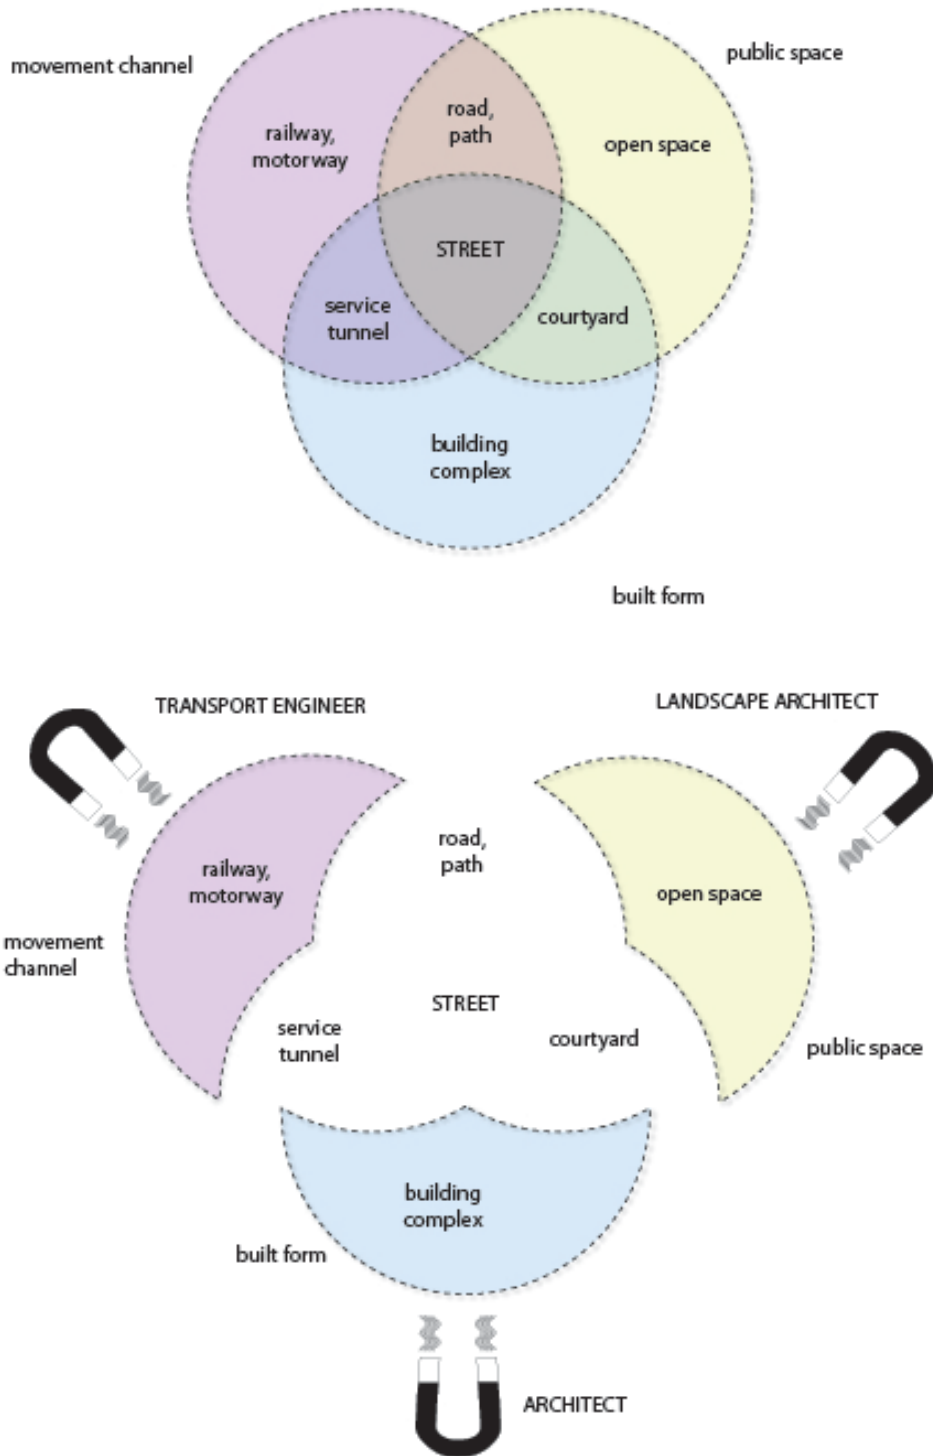 movement channel
public space
road,
path
railway,
motorway
open space
STREET
service
tunnel
courtyard
building
complex
built form
TRANSPORT ENGINEER
LANDSCAPE ARCHITECT
road,
path
railway,
motorway
open space
movement
channel
STREET
service
tunnel
courtyard
public space
building
complex
built form
ARCHITECT